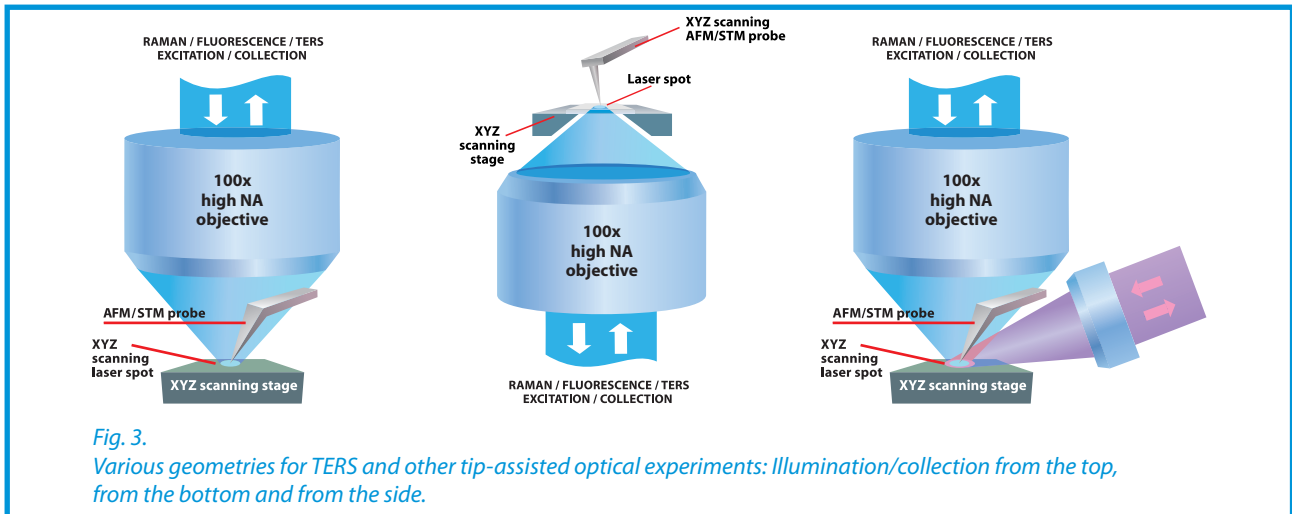 RAMAN / FLUORESCENCE / TERS
EXCITATION / COLLECTION
100x
high NA
objective
AFM/STM probe
XYZ
scanning
laser spot
XYZ scanning stage
XYZ scanning
AFM/STM probe
Laser spot
XYZ
scanning
stage
100x
high NA
objective
RAMAN / FLUORESCENCE / TERS
EXCITATION / COLLECTION
RAMAN / FLUORESCENCE / TERS
EXCITATION / COLLECTION
100x
high NA
objective
AFM/STM probe
XYZ
scanning
laser spot
XYZ scanning stage
Fig. 3.
Various geometries for TERS and other tip-assisted optical experiments: Illumination/collection from the top,
from the bottom and from the side.